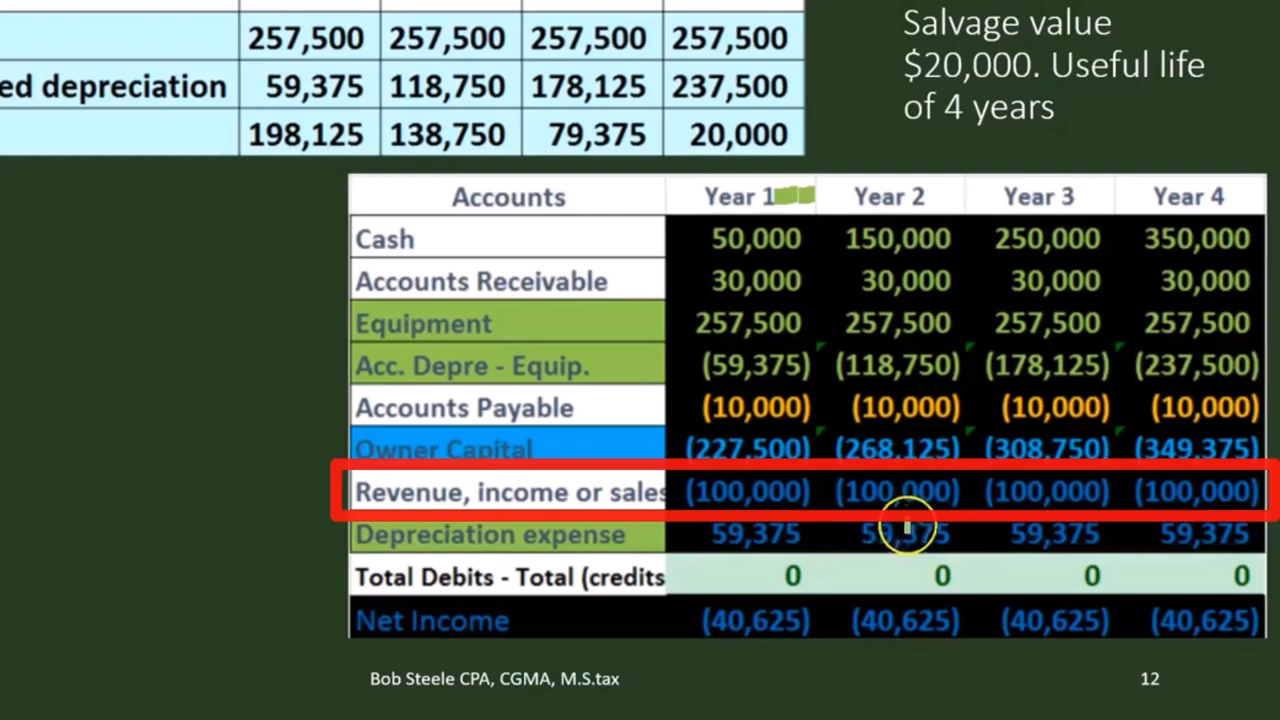 257,500 257,500 257,500 257,500
ed depreciation 59,375 118,750 178,125 237,500
198,125 138,750 79,375 20,000
Salvage value
$20,000. Useful life
of 4 years
Accounts Year 1 Year 2 Year 3 Year 4
Cash 50,000 150,000 250,000 350,000
Accounts Receivable 30,000 30,000 30,000 30,000
Equipment 257,500 257,500 257,500 257,500
Acc. Depre - Equip. (59,375) (118,750) (178,125) (237,500)
Accounts Payable (10,000) (10,000) (10,000) (10,000)
Owner Capital (227,500) (268,125) (308,750) (349,375)
Revenue, income or sales (100,000) (100,000) (100,000) (100,000)
Depreciation expense 59,375 59,375 59,375 59,375
Total Debits - Total (credits 0 0 0 0
Net Income (40,625) (40,625) (40,625) (40,625)
Bob Steele CPA, CGMA, M.S.tax 12